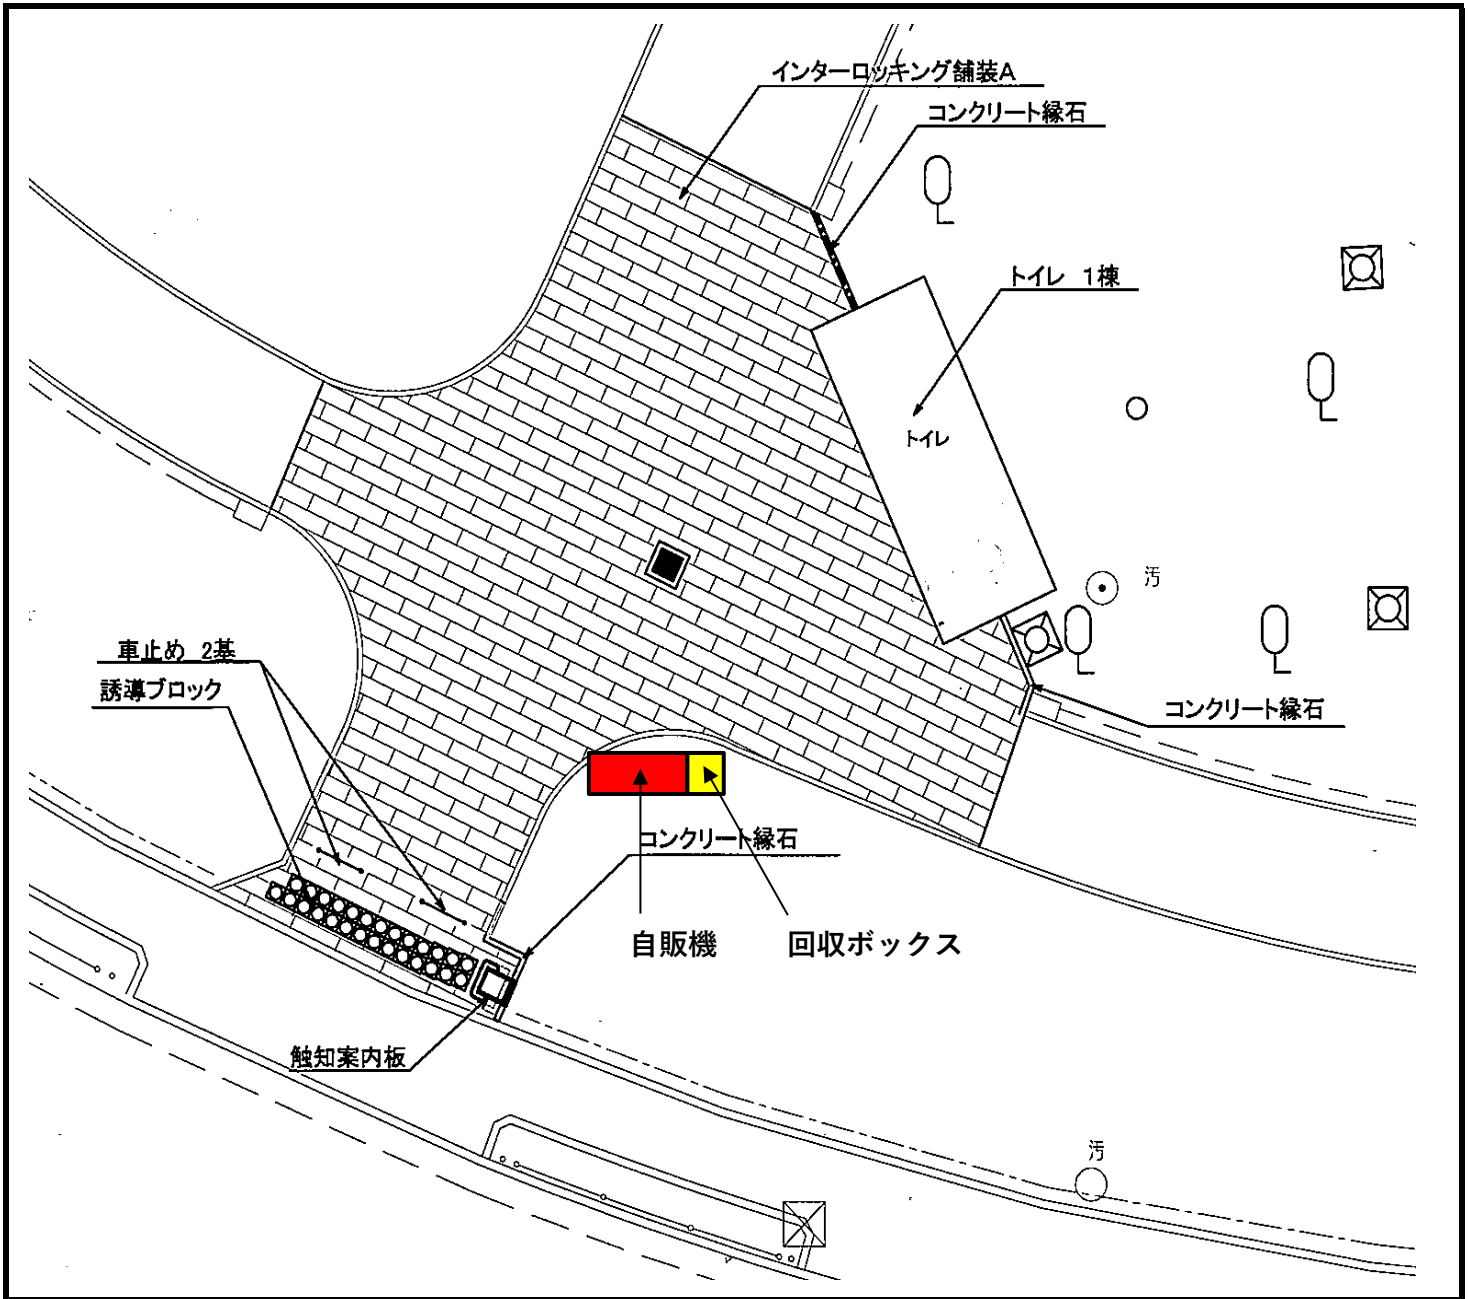 インターロッキング舗装A
コンクリート縁石
トイレ 1棟
トイレ
汚
車止め 2基
誘導ブロック
コンクリート縁石
コンクリート縁石
自販機
回収ボックス
触知案内板
汚